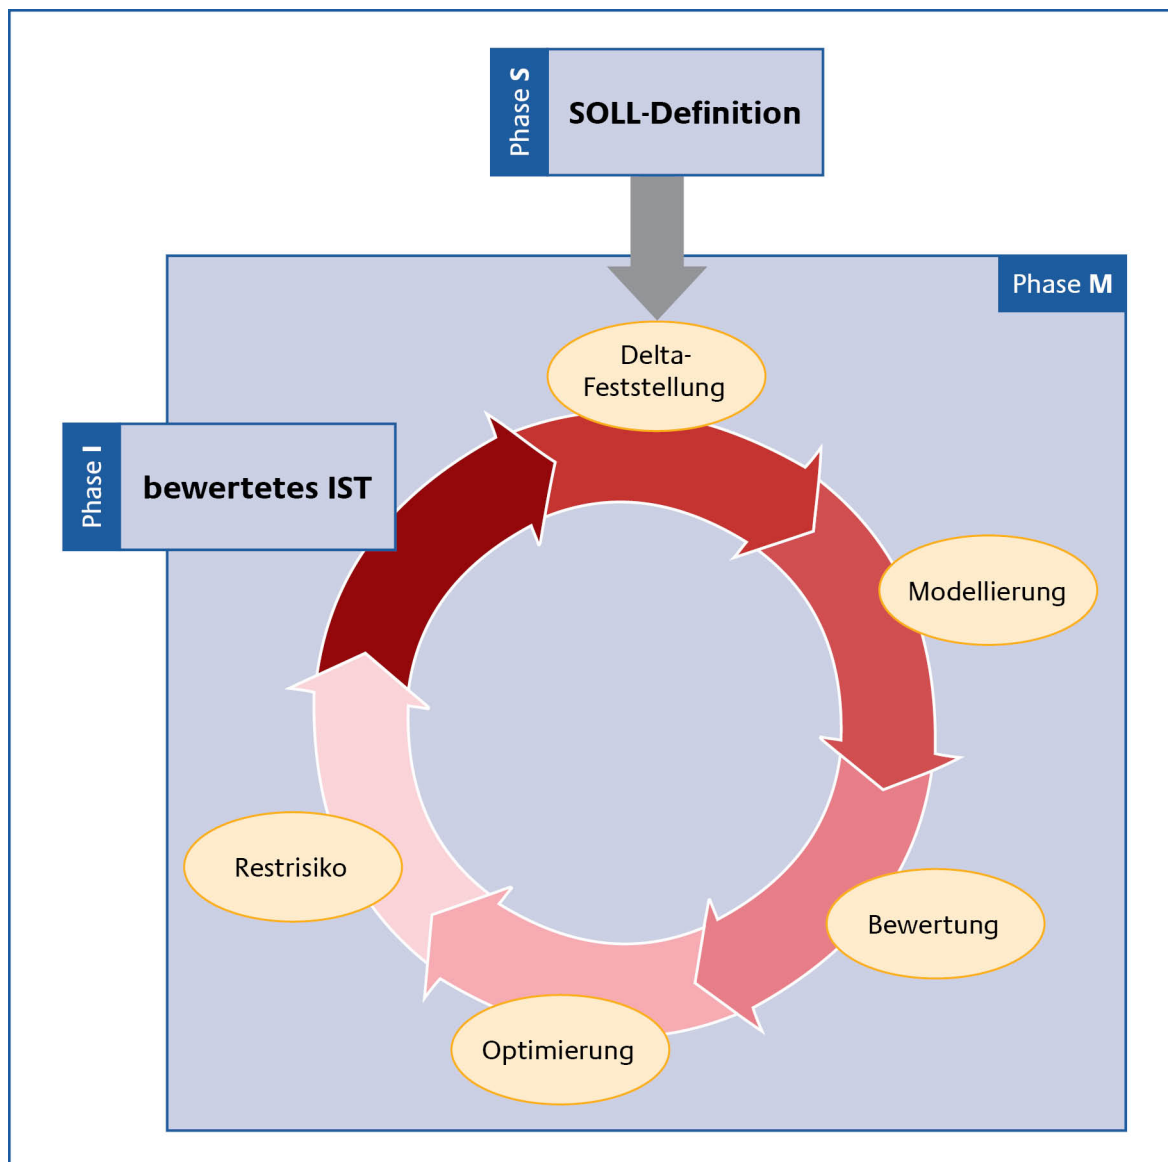 Phase S
SOLL-Definition
Phase M
Delta-
Feststellung
Phase I
bewertetes IST
Modellierung
Restrisiko
Bewertung
Optimierung